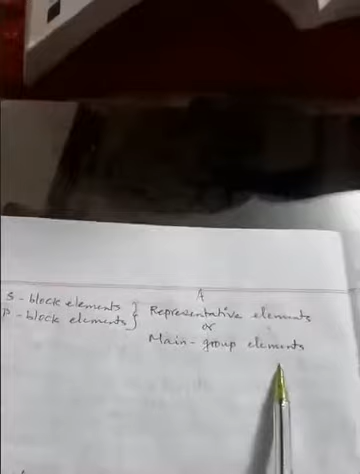 A
s - block elements } Representative elements
p - block elements }
or
Main - group elements